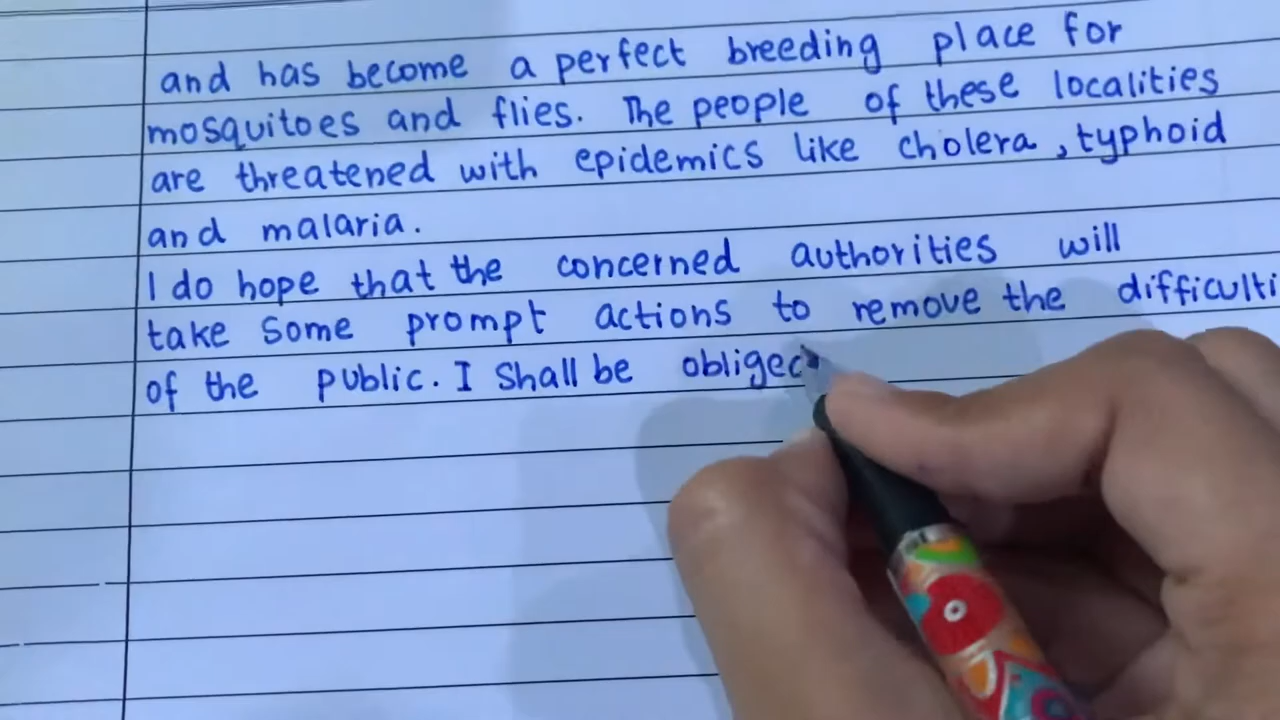 and has become a perfect breeding place for
mosquitoes and flies. The people of these localities
are threatened with epidemics like cholera, typhoid
and malaria.
I do hope that the concerned authorities will
take some prompt actions to remove the difficulti
of the public. I shall be obliged